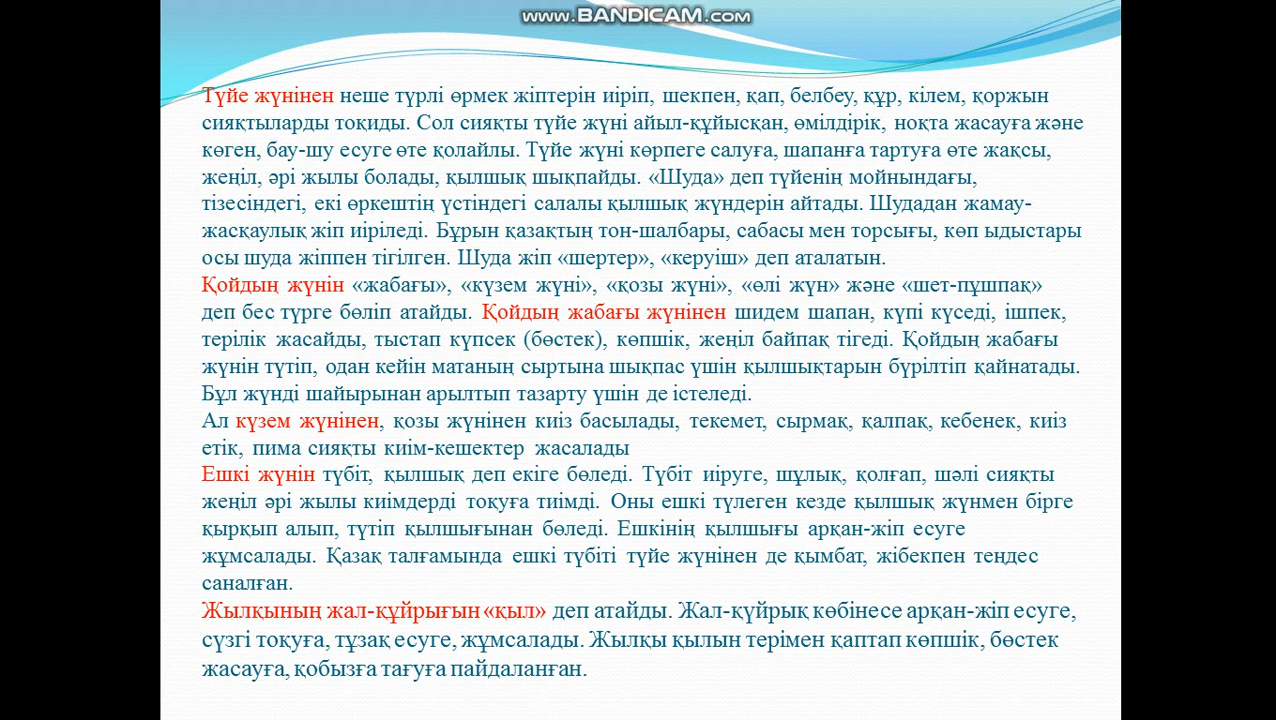 www.BANDICAM.com
Түйе жүнінен неше түрлі өрмек жіптерін иіріп, шекпен, қап, белбеу, құр, кілем, қоржын
сияқтыларды тоқиды. Сол сияқты түйе жүні айыл-құйысқан, өмілдірік, ноқта жасауға және
көген, бау-шу есуге өте қолайлы. Түйе жүні көрпеге салуға, шапанға тартуға өте жақсы,
жеңіл, әрі жылы болады, қылшық шықпайды. «Шуда» деп түйенің мойнындағы,
тізесіндегі, екі өркештің үстіндегі салалы қылшық жүндерін айтады. Шудадан жамау-
жасқаулық жіп иіріледі. Бұрын қазақтың тон-шалбары, сабасы мен торсығы, көп ыдыстары
осы шуда жіппен тігілген. Шуда жіп «шертер», «керуіш» деп аталатын.
Қойдың жүнін «жабағы», «күзем жүні», «қозы жүні», «өлі жүн» және «шет-пұшпақ»
деп бес түрге бөліп атайды. Қойдың жабағы жүнінен шидем шапан, күпі күседі, ішпек,
терілік жасайды, тыстап күпсек (бөстек), көпшік, жеңіл байпақ тігеді. Қойдың жабағы
жүнін түтіп, одан кейін матаның сыртына шықпас үшін қылшықтарын бүрілтіп қайнатады.
Бұл жүнді шайырынан арылтып тазарту үшін де істеледі.
Ал күзем жүнінен, қозы жүнінен киіз басылады, текемет, сырмақ, қалпақ, кебенек, киіз
етік, пима сияқты киім-кешектер жасалады
Ешкі жүнін түбіт, қылшық деп екіге бөледі. Түбіт иіруге, шұлық, қолғап, шәлі сияқты
жеңіл әрі жылы киімдерді тоқуға тиімді. Оны ешкі түлеген кезде қылшық жүнмен бірге
қырқып алып, түтіп қылшығынан бөледі. Ешкінің қылшығы арқан-жіп есуге
жұмсалады. Қазақ талғамында ешкі түбіті түйе жүнінен де қымбат, жібекпен теңдес
саналған.
Жылқының жал-құйрығын «қыл» деп атайды. Жал-қүйрық көбінесе арқан-жіп есуге,
сүзгі тоқуға, тұзақ есуге, жұмсалады. Жылқы қылын терімен қаптап көпшік, бөстек
жасауға, қобызға тағуға пайдаланған.